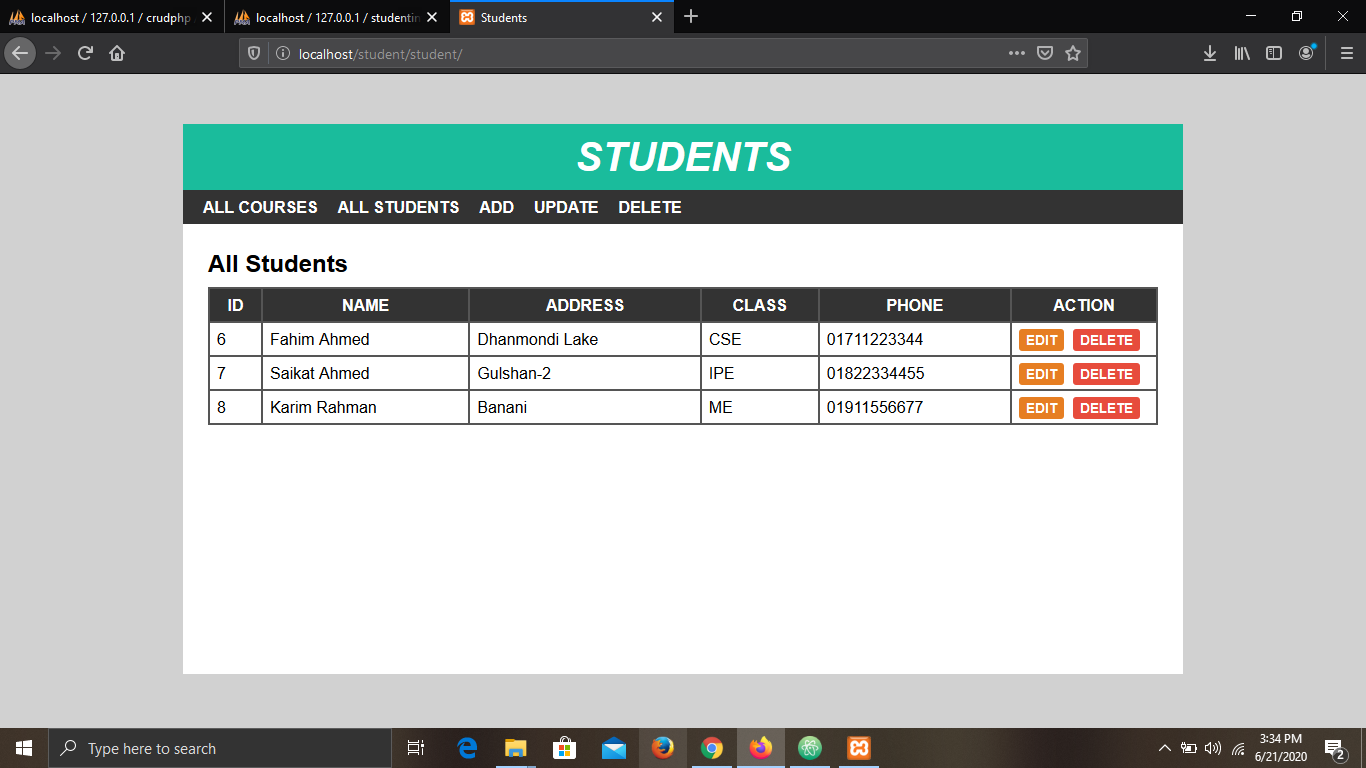 localhost / 127.0.0.1 / crudphp
localhost / 127.0.0.1 / studentin
Students
localhost/student/student/
STUDENTS
ALL COURSES ALL STUDENTS ADD UPDATE DELETE
All Students
ID NAME ADDRESS CLASS PHONE ACTION
6 Fahim Ahmed Dhanmondi Lake CSE 01711223344 EDIT DELETE
7 Saikat Ahmed Gulshan-2 IPE 01822334455 EDIT DELETE
8 Karim Rahman Banani ME 01911556677 EDIT DELETE
Type here to search
3:34 PM
6/21/2020
2